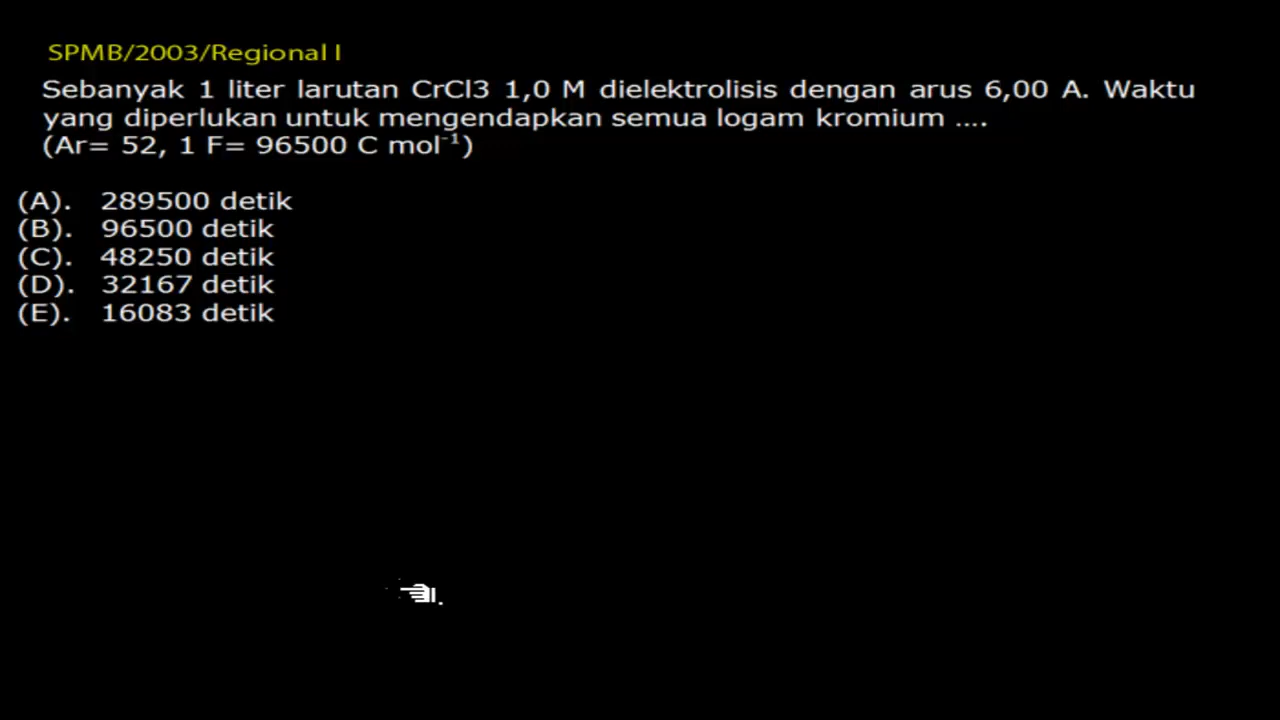 SPMB/2003/Regional I
Sebanyak 1 liter larutan CrCl3 1,0 M dielektrolisis dengan arus 6,00 A. Waktu
yang diperlukan untuk mengendapkan semua logam kromium ....
(Ar= 52, 1 F= 96500 C mol⁻¹)
(A). 289500 detik
(B). 96500 detik
(C). 48250 detik
(D). 32167 detik
(E). 16083 detik